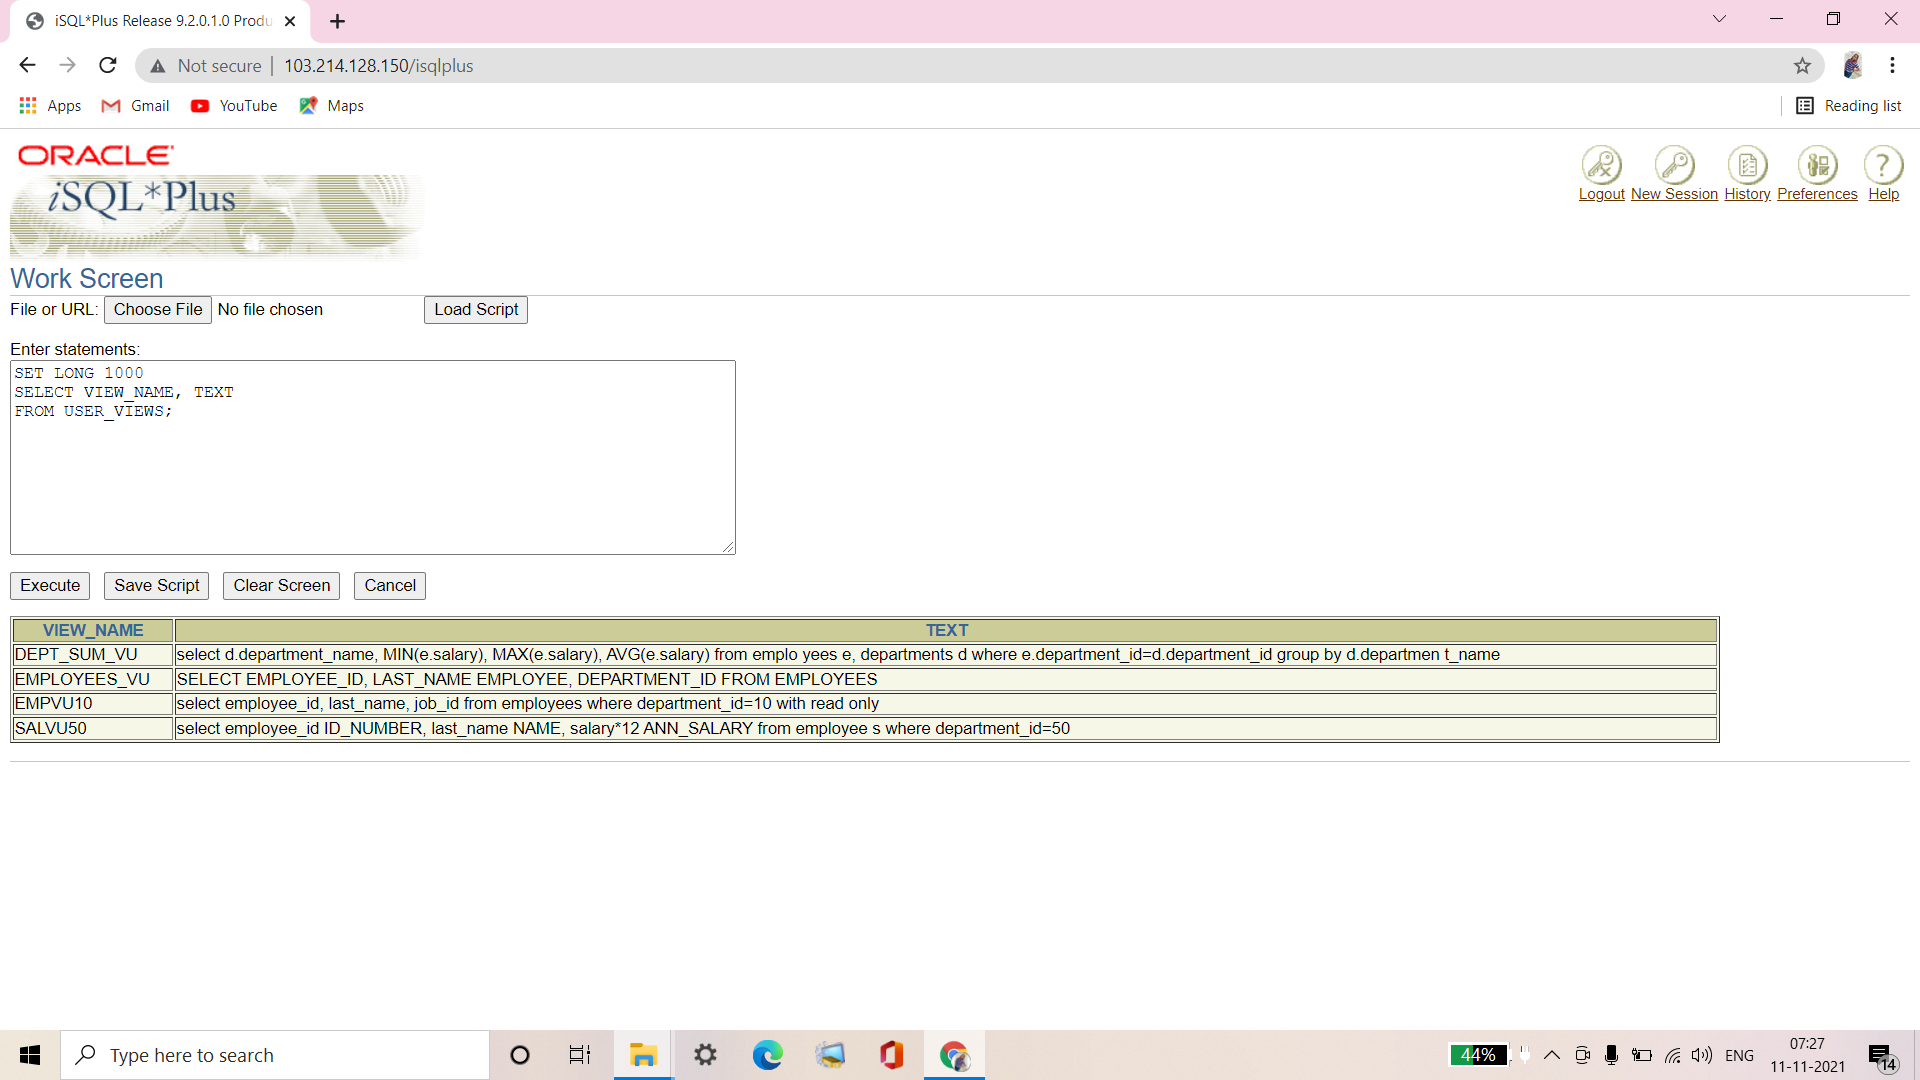 iSQL*Plus Release 9.2.0.1.0 Produ
Not secure
103.214.128.150/isqlplus
Apps
Gmail
YouTube
Maps
Reading list
ORACLE
iSQL*Plus
Logout
New Session
History
Preferences
Help
Work Screen
File or URL: Choose File No file chosen Load Script
Enter statements:
SET LONG 1000
SELECT VIEW_NAME, TEXT
FROM USER_VIEWS;
Execute
Save Script
Clear Screen
Cancel
VIEW_NAME TEXT
DEPT_SUM_VU select d.department_name, MIN(e.salary), MAX(e.salary), AVG(e.salary) from emplo yees e, departments d where e.department_id=d.department_id group by d.departmen t_name
EMPLOYEES_VU SELECT EMPLOYEE_ID, LAST_NAME EMPLOYEE, DEPARTMENT_ID FROM EMPLOYEES
EMPVU10 select employee_id, last_name, job_id from employees where department_id=10 with read only
SALVU50 select employee_id ID_NUMBER, last_name NAME, salary*12 ANN_SALARY from employee s where department_id=50
Type here to search
44%
ENG
07:27
11-11-2021
14